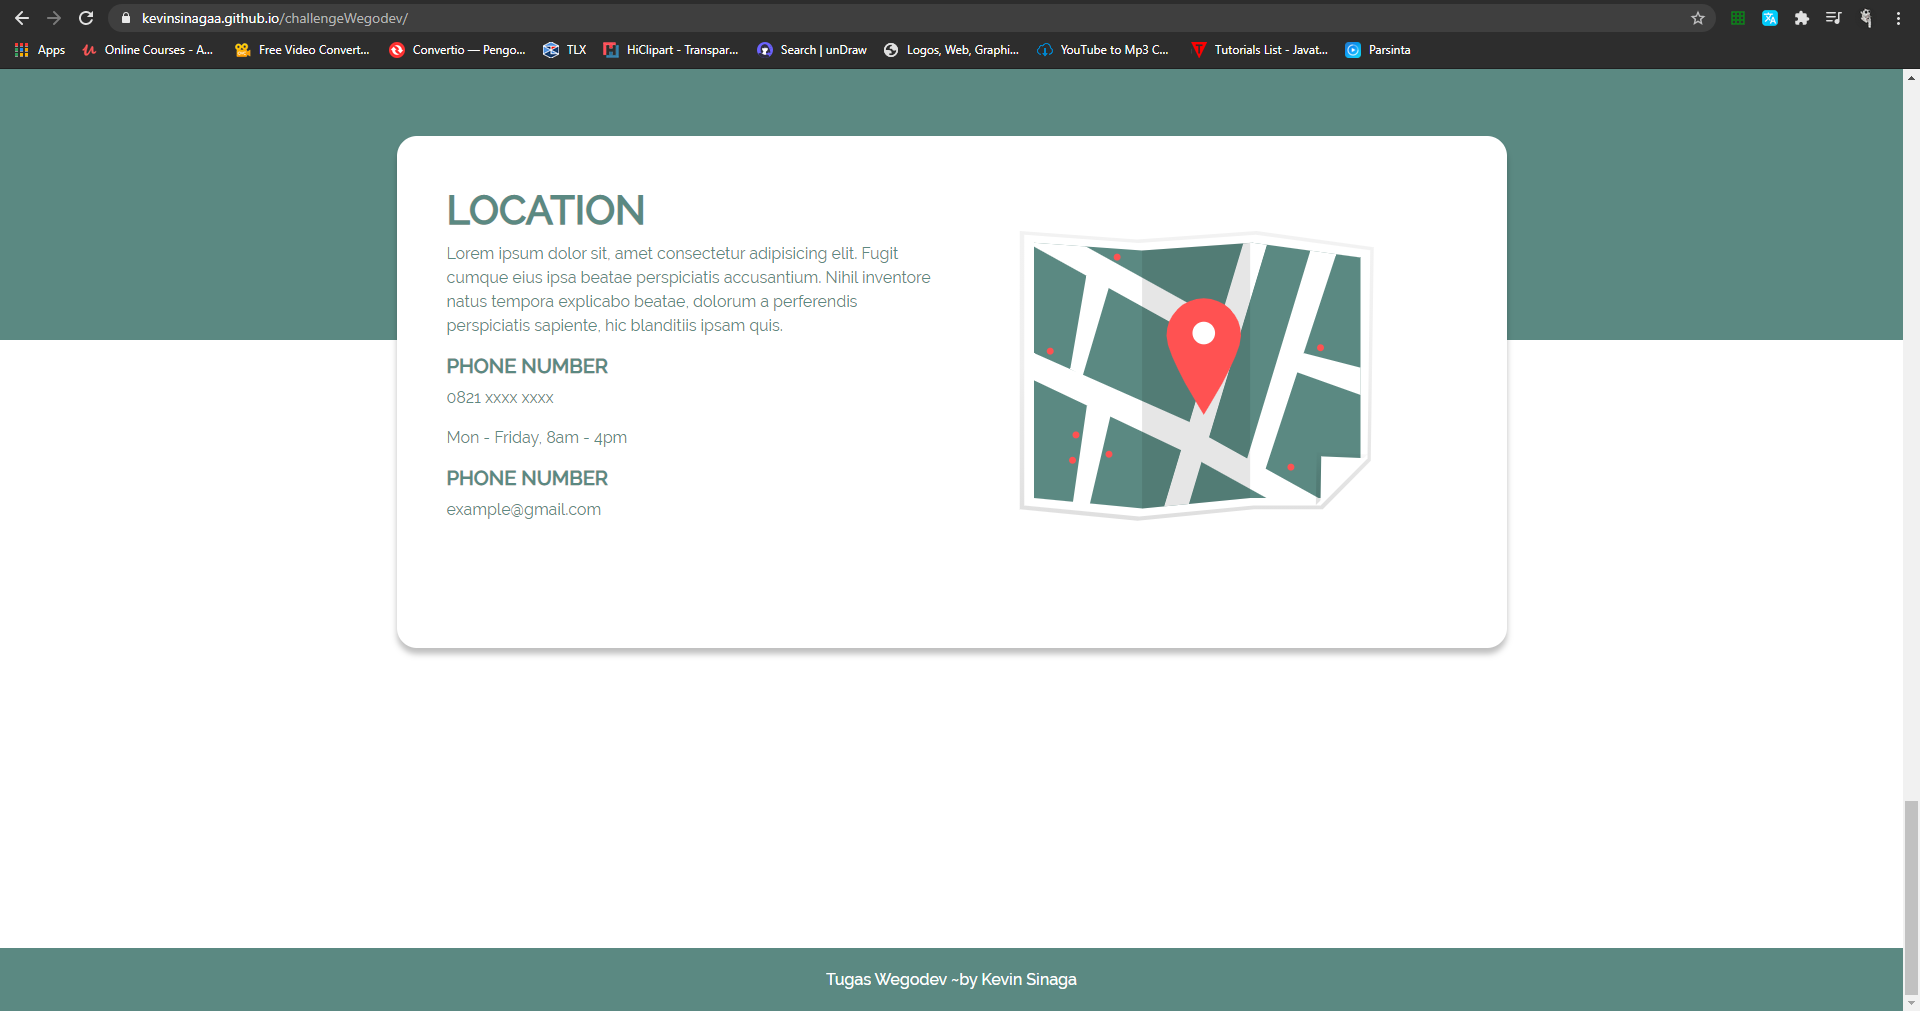 kevinsinagaa.github.io/challengeWegodev/
Apps
Online Courses - A...
Free Video Convert...
Convertio — Pengo...
TLX
HiClipart - Transpar...
Search | unDraw
Logos, Web, Graphi...
YouTube to Mp3 C...
Tutorials List - Javat...
Parsinta
LOCATION
Lorem ipsum dolor sit, amet consectetur adipisicing elit. Fugit
cumque eius ipsa beatae perspiciatis accusantium. Nihil inventore
natus tempora explicabo beatae, dolorum a perferendis
perspiciatis sapiente, hic blanditiis ipsam quis.
PHONE NUMBER
0821 xxxx xxxx
Mon - Friday, 8am - 4pm
PHONE NUMBER
example@gmail.com
Tugas Wegodev ~by Kevin Sinaga